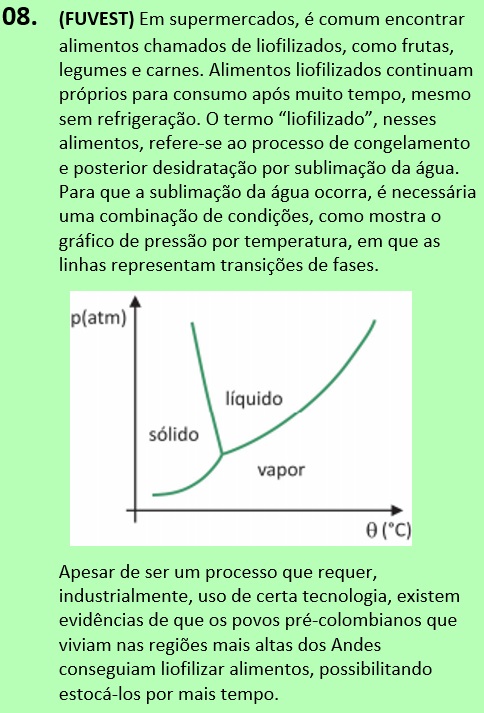 08. (FUVEST) Em supermercados, é comum encontrar
alimentos chamados de liofilizados, como frutas,
legumes e carnes. Alimentos liofilizados continuam
próprios para consumo após muito tempo, mesmo
sem refrigeração. O termo “liofilizado”, nesses
alimentos, refere-se ao processo de congelamento
e posterior desidratação por sublimação da água.
Para que a sublimação da água ocorra, é necessária
uma combinação de condições, como mostra o
gráfico de pressão por temperatura, em que as
linhas representam transições de fases.
p(atm)
líquido
sólido
vapor
θ (°C)
Apesar de ser um processo que requer,
industrialmente, uso de certa tecnologia, existem
evidências de que os povos pré-colombianos que
viviam nas regiões mais altas dos Andes
conseguiam liofilizar alimentos, possibilitando
estocá-los por mais tempo.